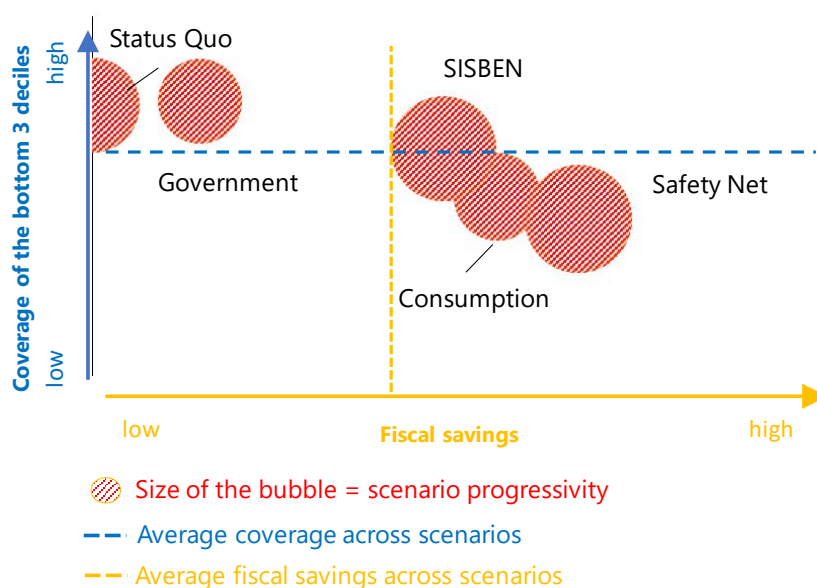 Status Quo
SISBEN
Government
Safety Net
Consumption
Coverage of the bottom 3 deciles
high
low
low
Fiscal savings
high
Size of the bubble = scenario progressivity
Average coverage across scenarios
Average fiscal savings across scenarios